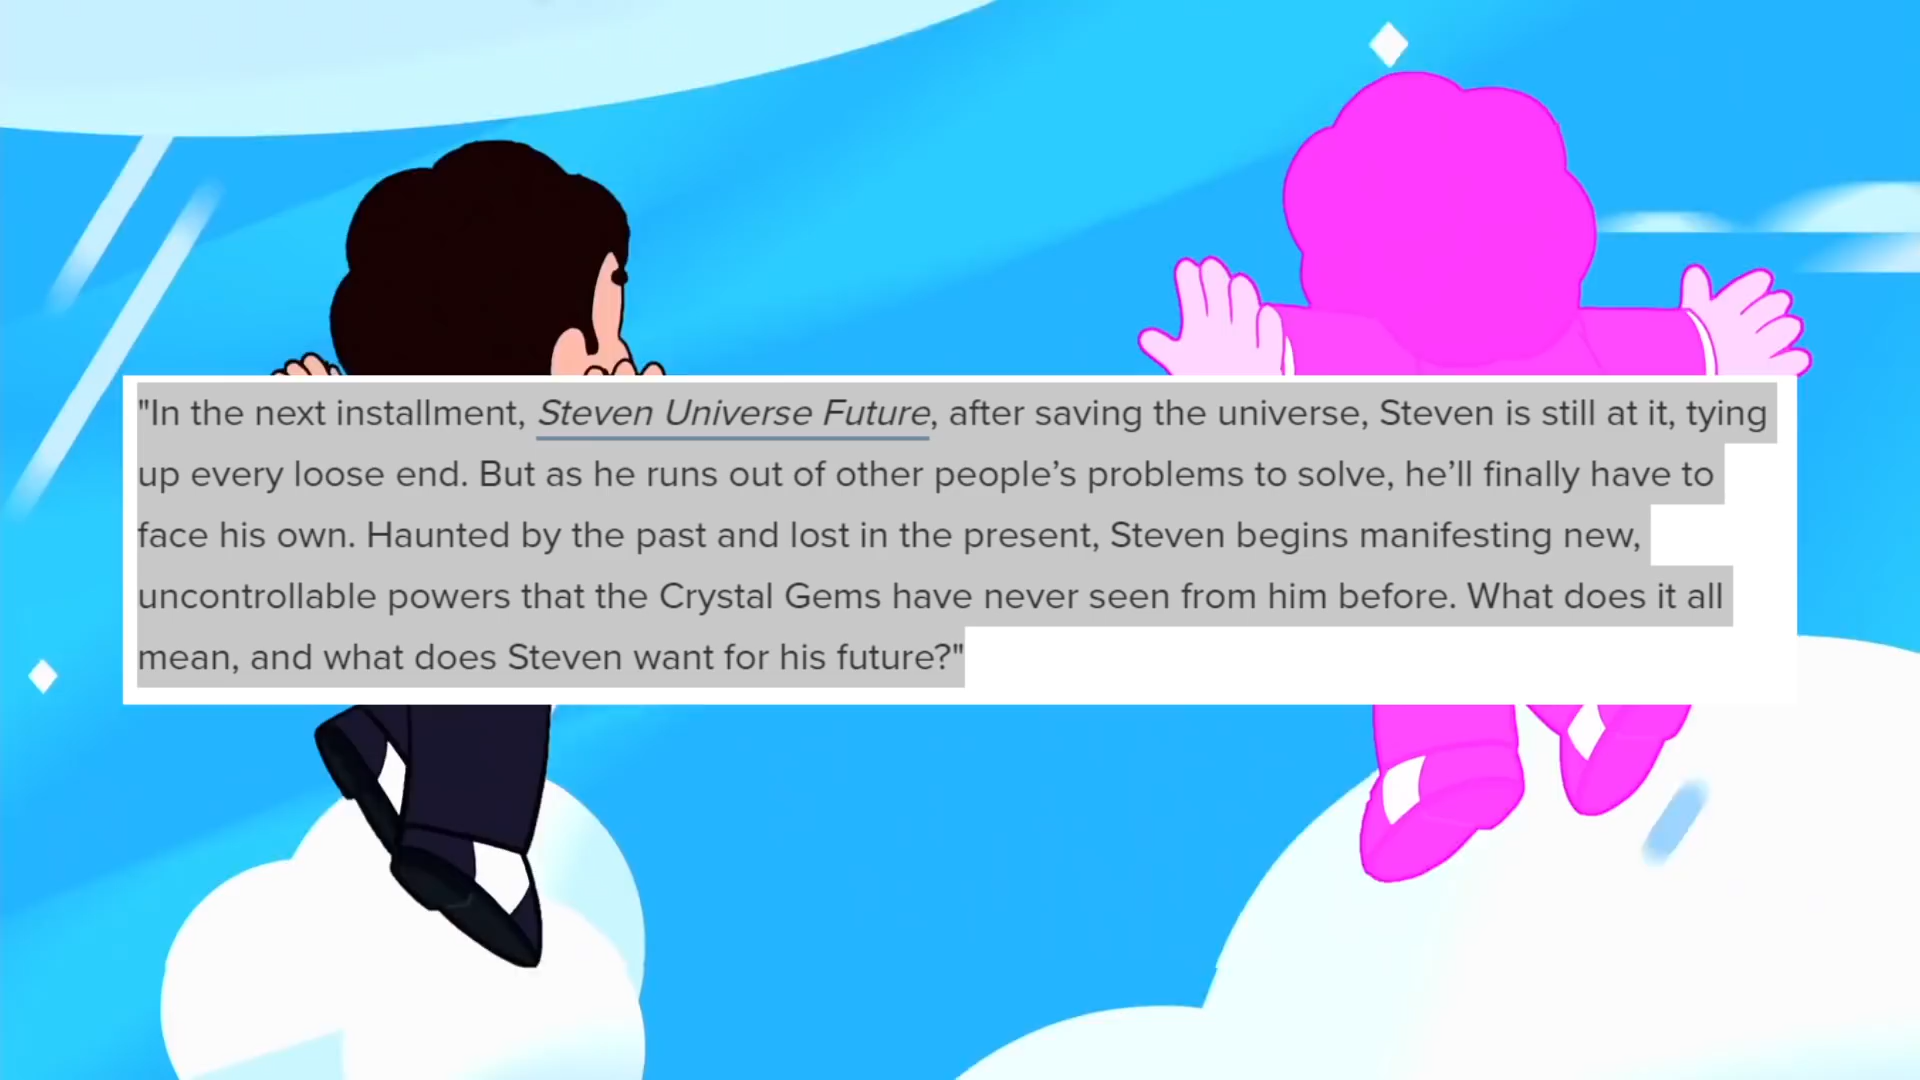 "In the next installment, Steven Universe Future, after saving the universe, Steven is still at it, tying
up every loose end. But as he runs out of other people’s problems to solve, he’ll finally have to
face his own. Haunted by the past and lost in the present, Steven begins manifesting new,
uncontrollable powers that the Crystal Gems have never seen from him before. What does it all
mean, and what does Steven want for his future?"